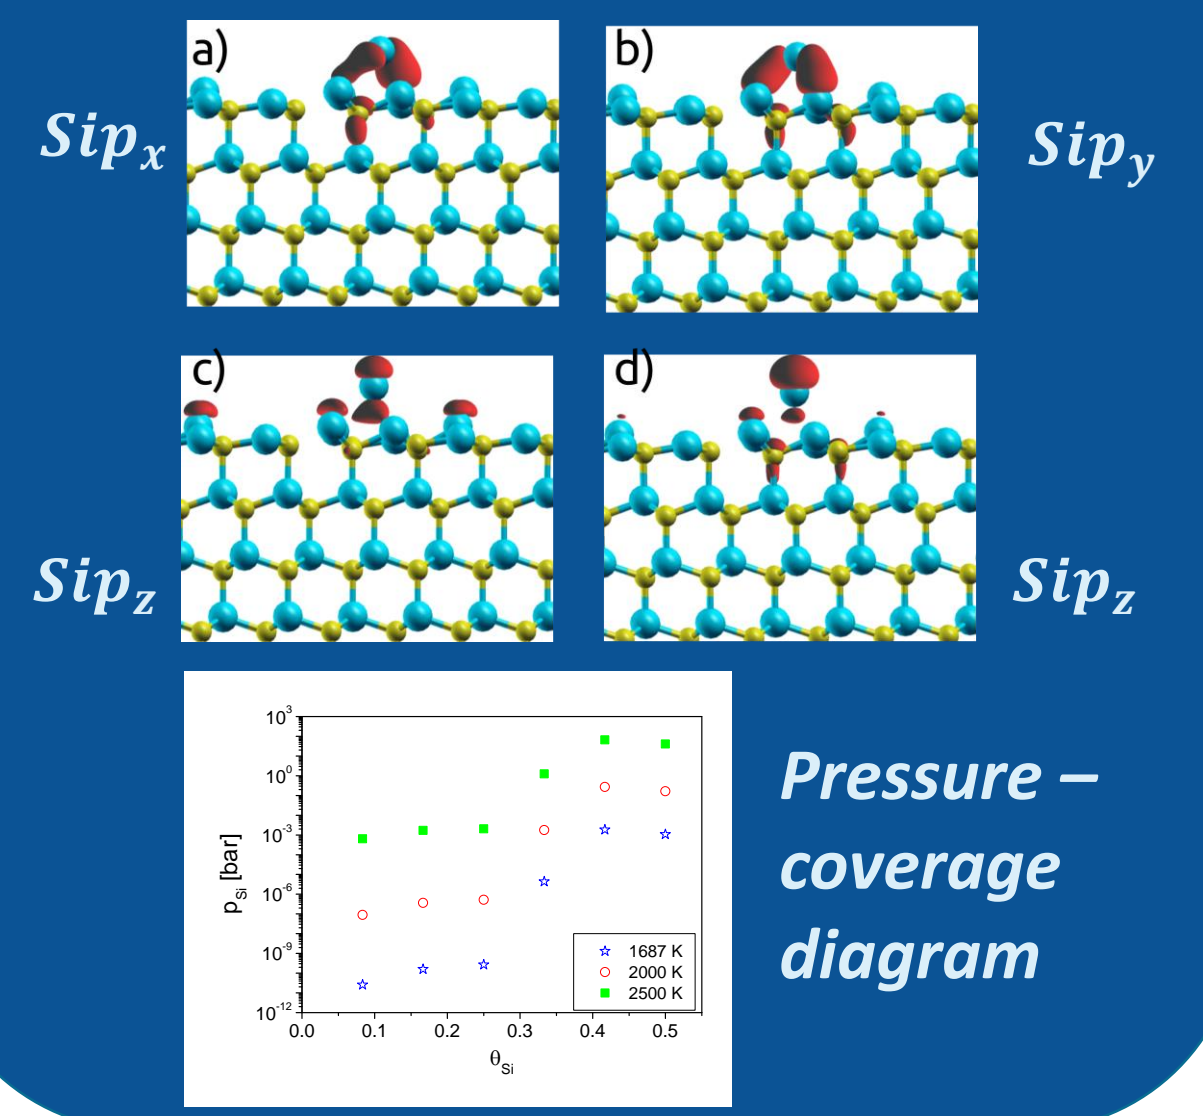 a)
b)
Sip_x
Sip_y
c)
d)
Sip_z
Sip_z
10^3
10^0
10^-3
10^-6
10^-9
10^-12
p_Si [bar]
1687 K
2000 K
2500 K
0.0 0.1 0.2 0.3 0.4 0.5
θ_Si
Pressure –
coverage
diagram